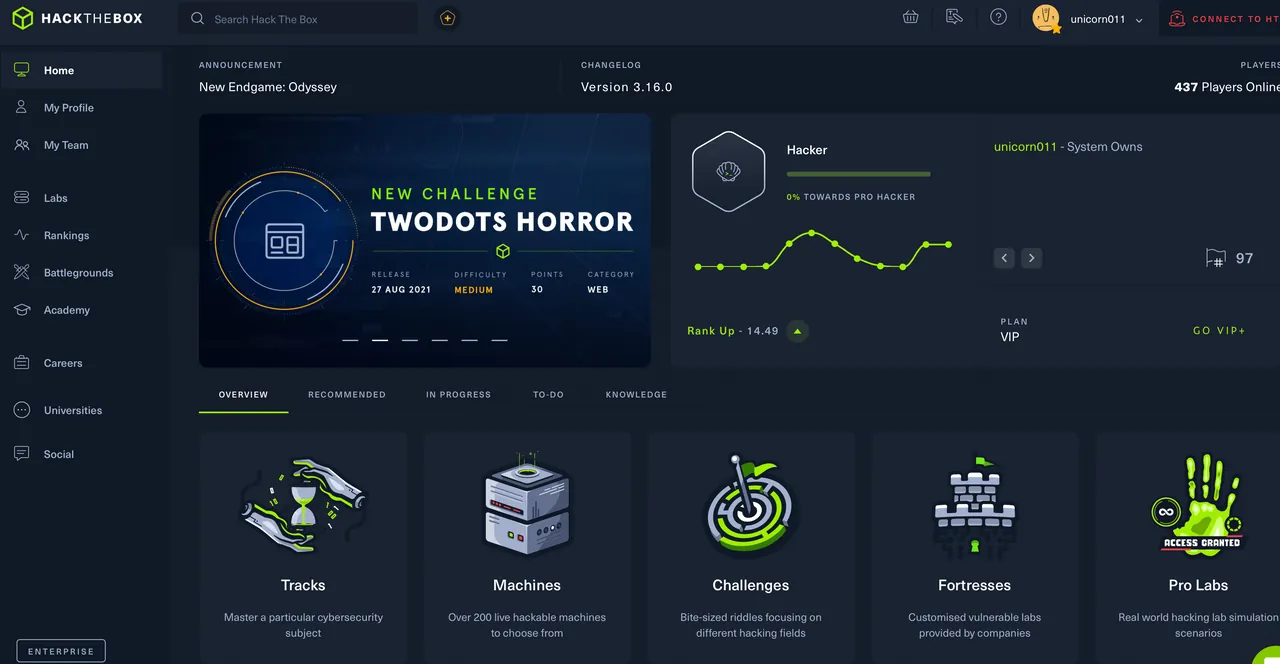 HACKTHEBOX
Search Hack The Box
unicorn011
CONNECT TO HT
Home
My Profile
My Team
Labs
Rankings
Battlegrounds
Academy
Careers
Universities
Social
ENTERPRISE
ANNOUNCEMENT
New Endgame: Odyssey
CHANGELOG
Version 3.16.0
PLAYERS
437 Players Online
NEW CHALLENGE
TWODOTS HORROR
RELEASE DIFFICULTY POINTS CATEGORY
27 AUG 2021 MEDIUM 30 WEB
Hacker
0% TOWARDS PRO HACKER
unicorn011 - System Owns
97
Rank Up - 14.49
PLAN
VIP
GO VIP+
OVERVIEW RECOMMENDED IN PROGRESS TO-DO KNOWLEDGE
Tracks
Master a particular cybersecurity
subject
Machines
Over 200 live hackable machines
to choose from
Challenges
Bite-sized riddles focusing on
different hacking fields
Fortresses
Customised vulnerable labs
provided by companies
ACCESS GRANTED
Pro Labs
Real world hacking lab simulation
scenarios